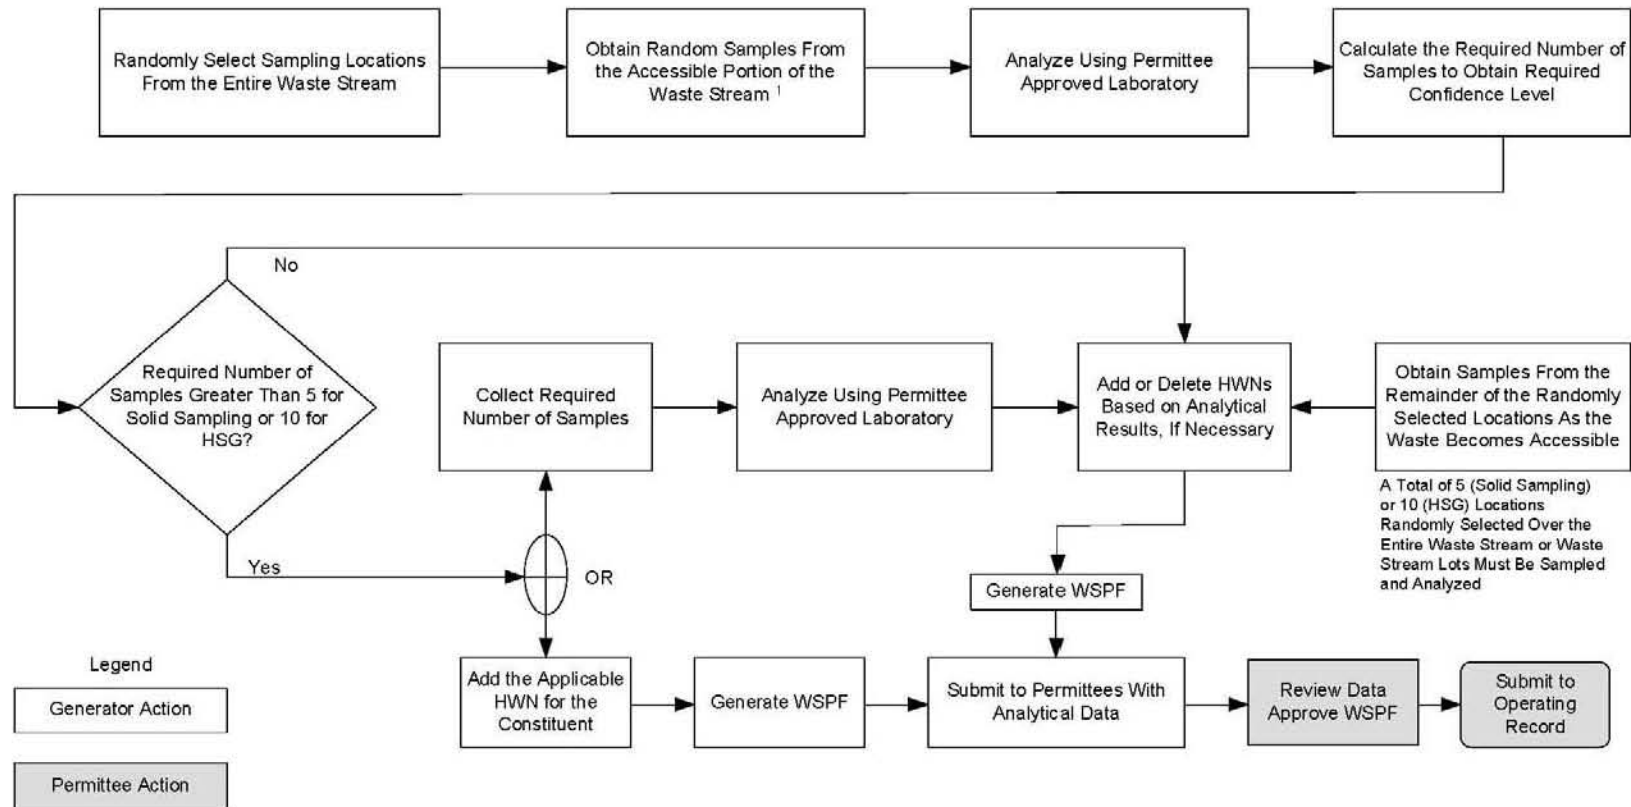 Randomly Select Sampling Locations
From the Entire Waste Stream
Obtain Random Samples From
the Accessible Portion of the
Waste Stream 1
Analyze Using Permittee
Approved Laboratory
Calculate the Required Number of
Samples to Obtain Required
Confidence Level
No
Required Number of
Samples Greater Than 5 for
Solid Sampling or 10 for
HSG?
Yes
Collect Required
Number of Samples
Analyze Using Permittee
Approved Laboratory
Add or Delete HWNs
Based on Analytical
Results, If Necessary
Obtain Samples From the
Remainder of the Randomly
Selected Locations As the
Waste Becomes Accessible
A Total of 5 (Solid Sampling)
or 10 (HSG) Locations
Randomly Selected Over the
Entire Waste Stream or Waste
Stream Lots Must Be Sampled
and Analyzed
OR
Generate WSPF
Add the Applicable
HWN for the
Constituent
Generate WSPF
Submit to Permittees With
Analytical Data
Review Data
Approve WSPF
Submit to
Operating
Record
Legend
Generator Action
Permittee Action